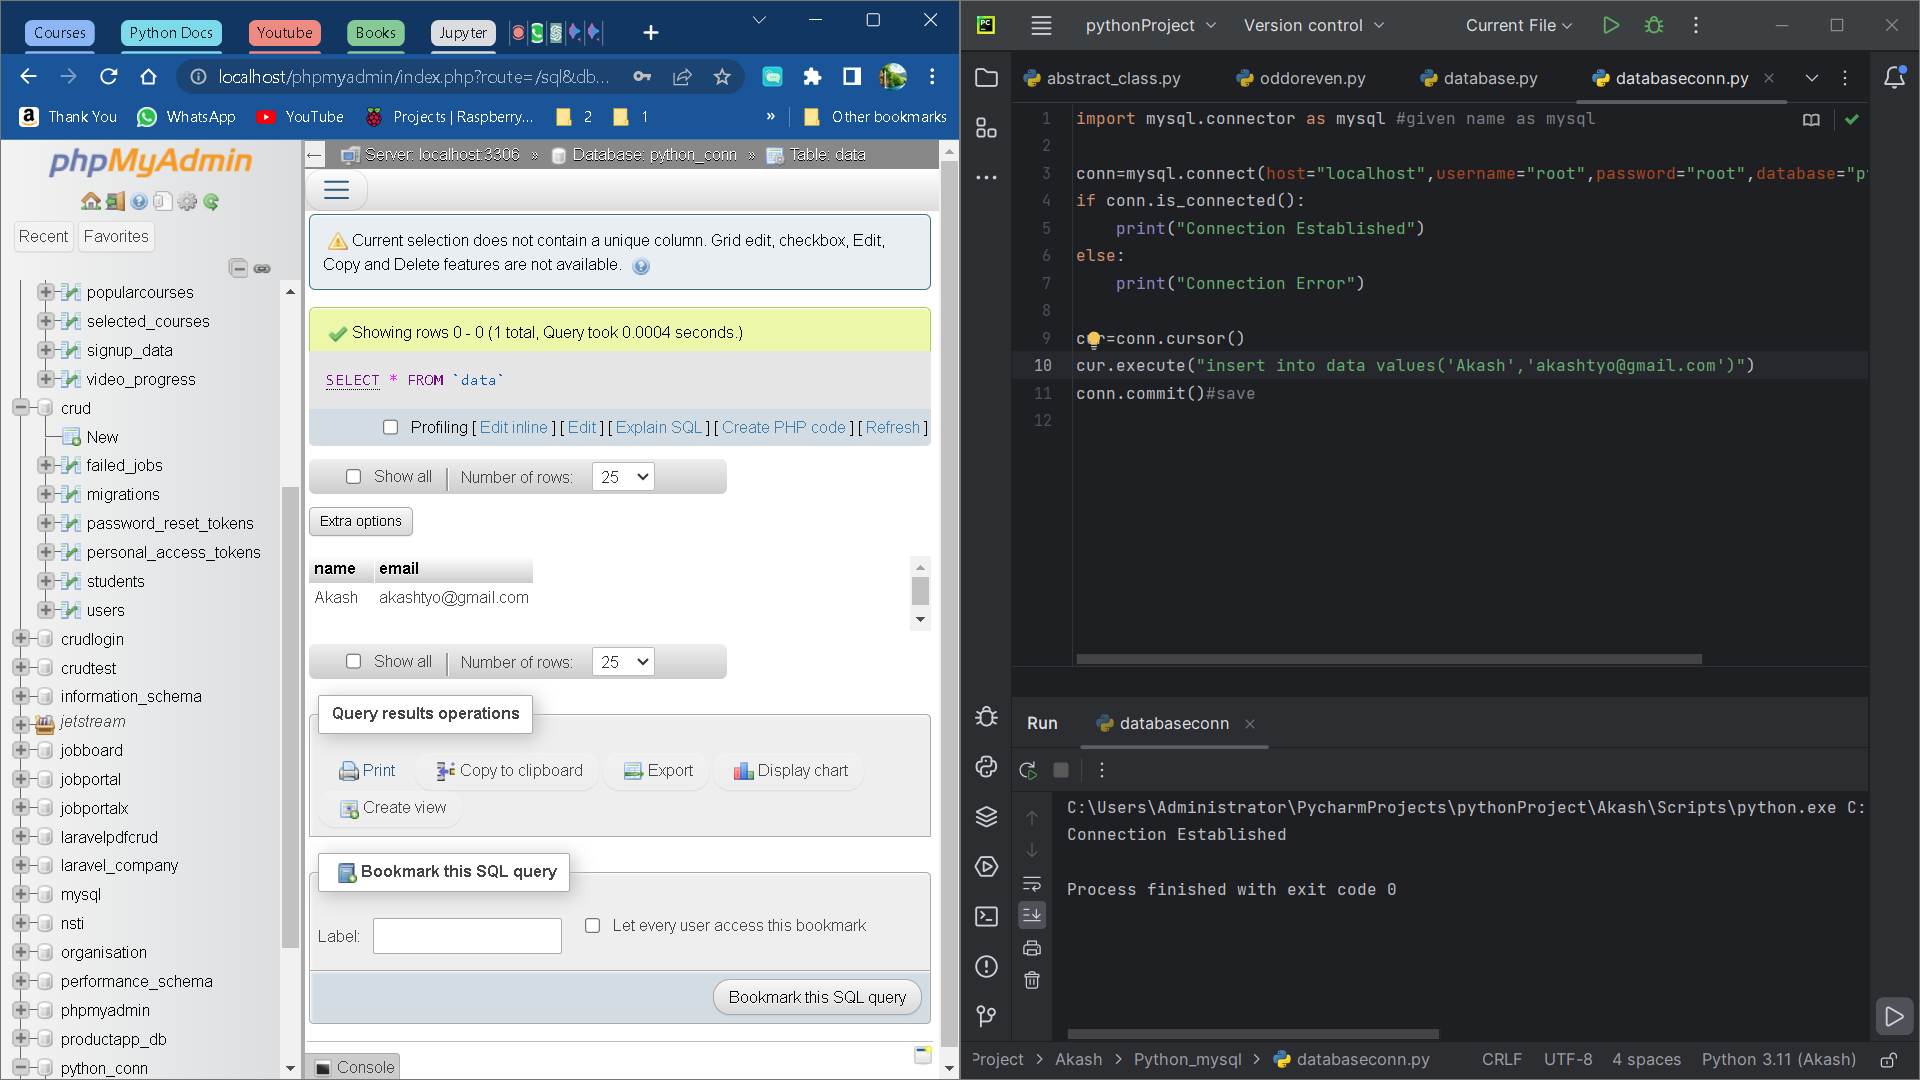 Courses
Python Docs
Youtube
Books
Jupyter
localhost/phpmyadmin/index.php?route=/sql&db...
Thank You
WhatsApp
YouTube
Projects | Raspberry...
2
1
»
Other bookmarks
phpMyAdmin
Recent
Favorites
popularcourses
selected_courses
signup_data
video_progress
crud
New
failed_jobs
migrations
password_reset_tokens
personal_access_tokens
students
users
crudlogin
crudtest
information_schema
jetstream
jobboard
jobportal
jobportalx
laravelpdfcrud
laravel_company
mysql
nsti
organisation
performance_schema
phpmyadmin
productapp_db
python_conn
Server: localhost:3306 » Database: python_conn » Table: data
Current selection does not contain a unique column. Grid edit, checkbox, Edit,
Copy and Delete features are not available.
Showing rows 0 - 0 (1 total, Query took 0.0004 seconds.)
SELECT * FROM `data`
Profiling [ Edit inline ] [ Edit ] [ Explain SQL ] [ Create PHP code ] [ Refresh ]
Show all
Number of rows:
25
Extra options
name email
Akash akashtyo@gmail.com
Show all
Number of rows:
25
Query results operations
Print
Copy to clipboard
Export
Display chart
Create view
Bookmark this SQL query
Label:
Let every user access this bookmark
Bookmark this SQL query
Console
PC
pythonProject
Version control
Current File
abstract_class.py
oddoreven.py
database.py
databaseconn.py
1 import mysql.connector as mysql #given name as mysql
2
3 conn=mysql.connect(host="localhost",username="root",password="root",database="p
4 if conn.is_connected():
5 print("Connection Established")
6 else:
7 print("Connection Error")
8
9 cur=conn.cursor()
10 cur.execute("insert into data values('Akash','akashtyo@gmail.com')")
11 conn.commit()#save
12
Run
databaseconn
C:\Users\Administrator\PycharmProjects\pythonProject\Akash\Scripts\python.exe C:
Connection Established
Process finished with exit code 0
Project > Akash > Python_mysql > databaseconn.py
CRLF
UTF-8
4 spaces
Python 3.11 (Akash)